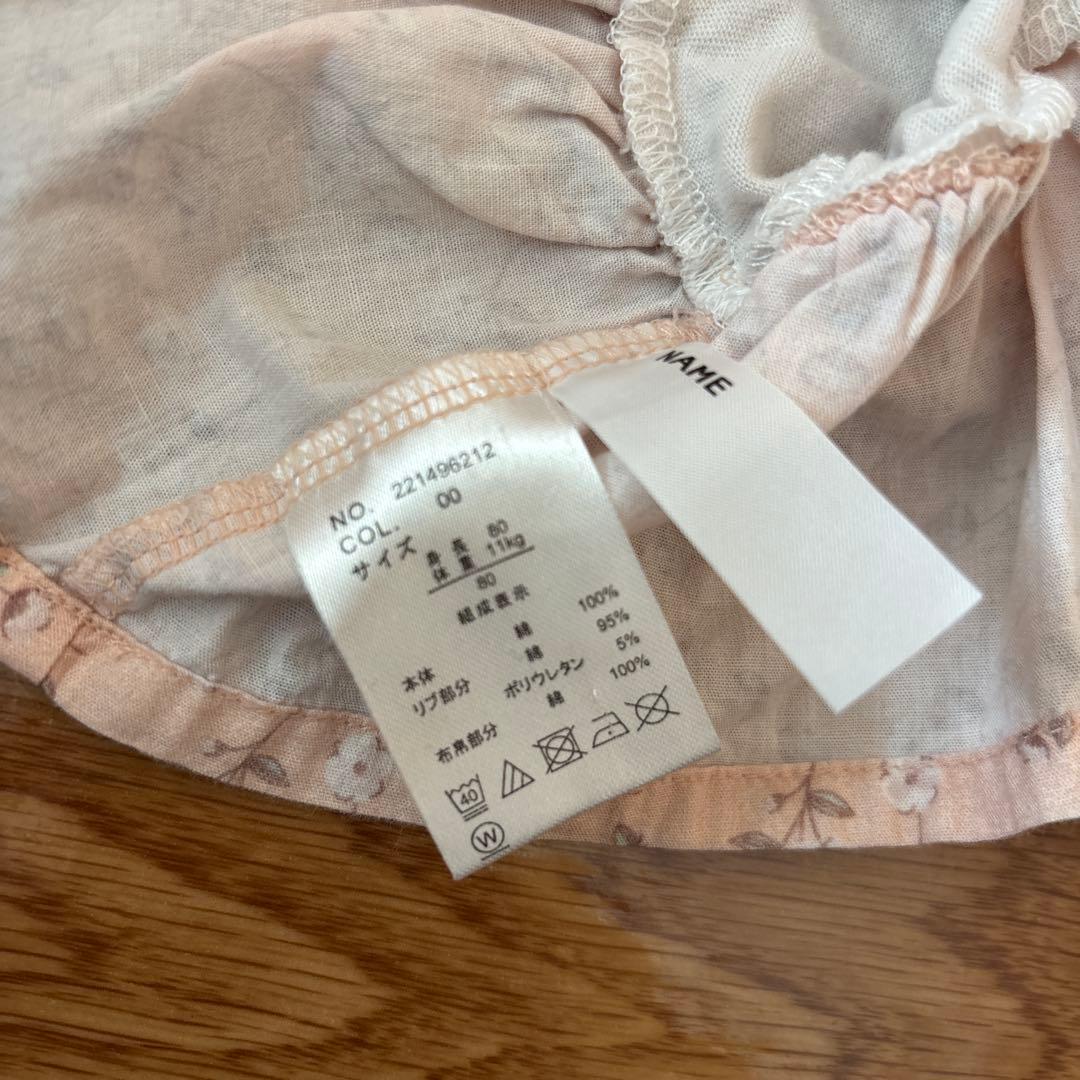 NO. 221496212
COL. 00
サイズ 身長 80
体重 11kg
80
組成表示
本体 綿 100%
リブ部分 綿 95%
ポリウレタン 5%
布帛部分 綿 100%
40
W
NAME